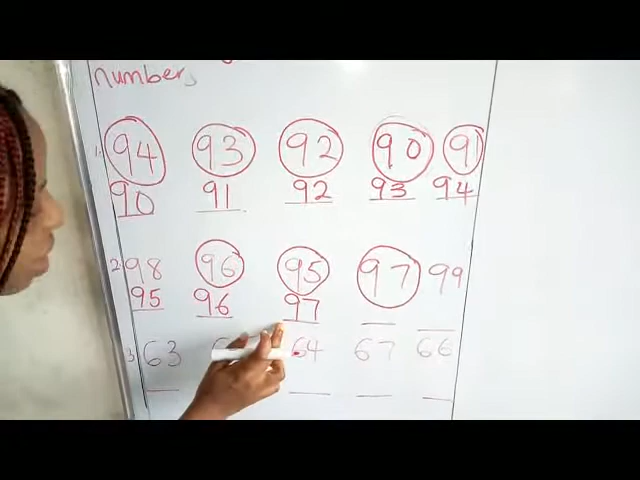 numbers
1. 94 93 92 90 91
90 91 92 93 94
2. 98 96 95 97 99
95 96 97
3. 63 64 67 66